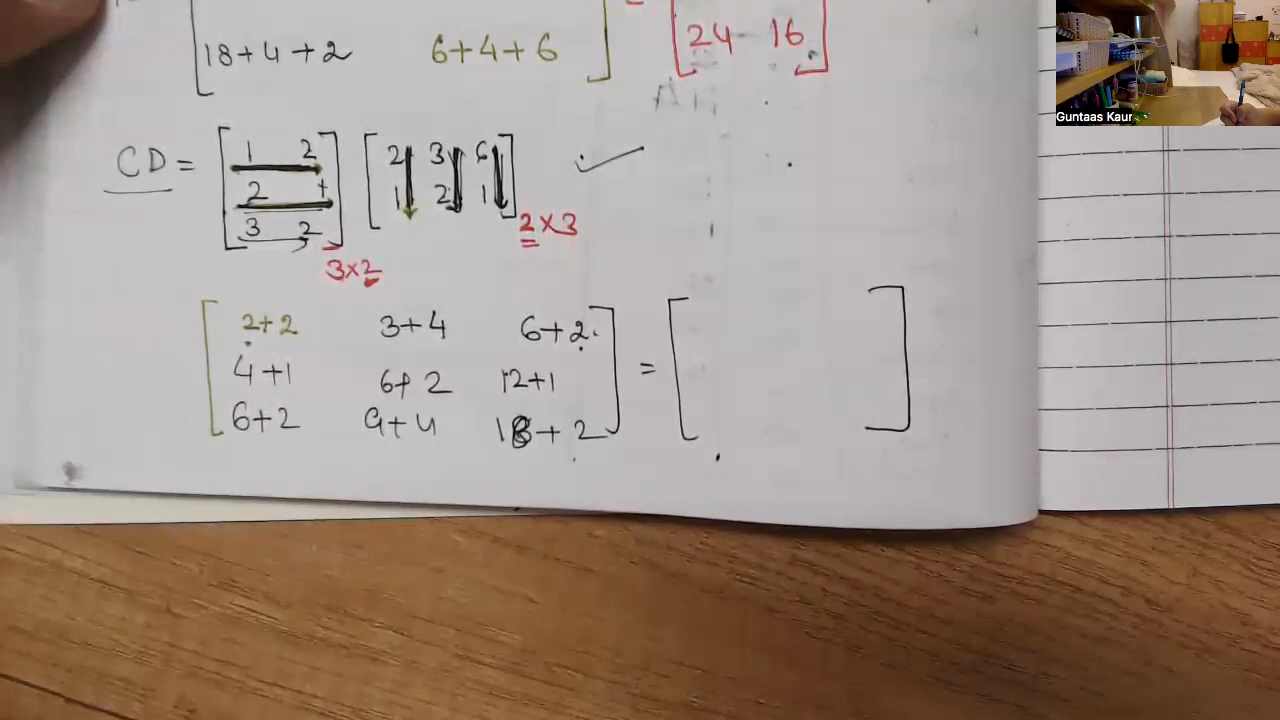 18+4+2 6+4+6 = 24 16
CD = 1 2 2 3 6
2 1 1 2 1
3 2 2×3
3×2
2+2 3+4 6+2
4+1 6+2 12+1 =
6+2 9+4 18+2
Guntaas Kaur